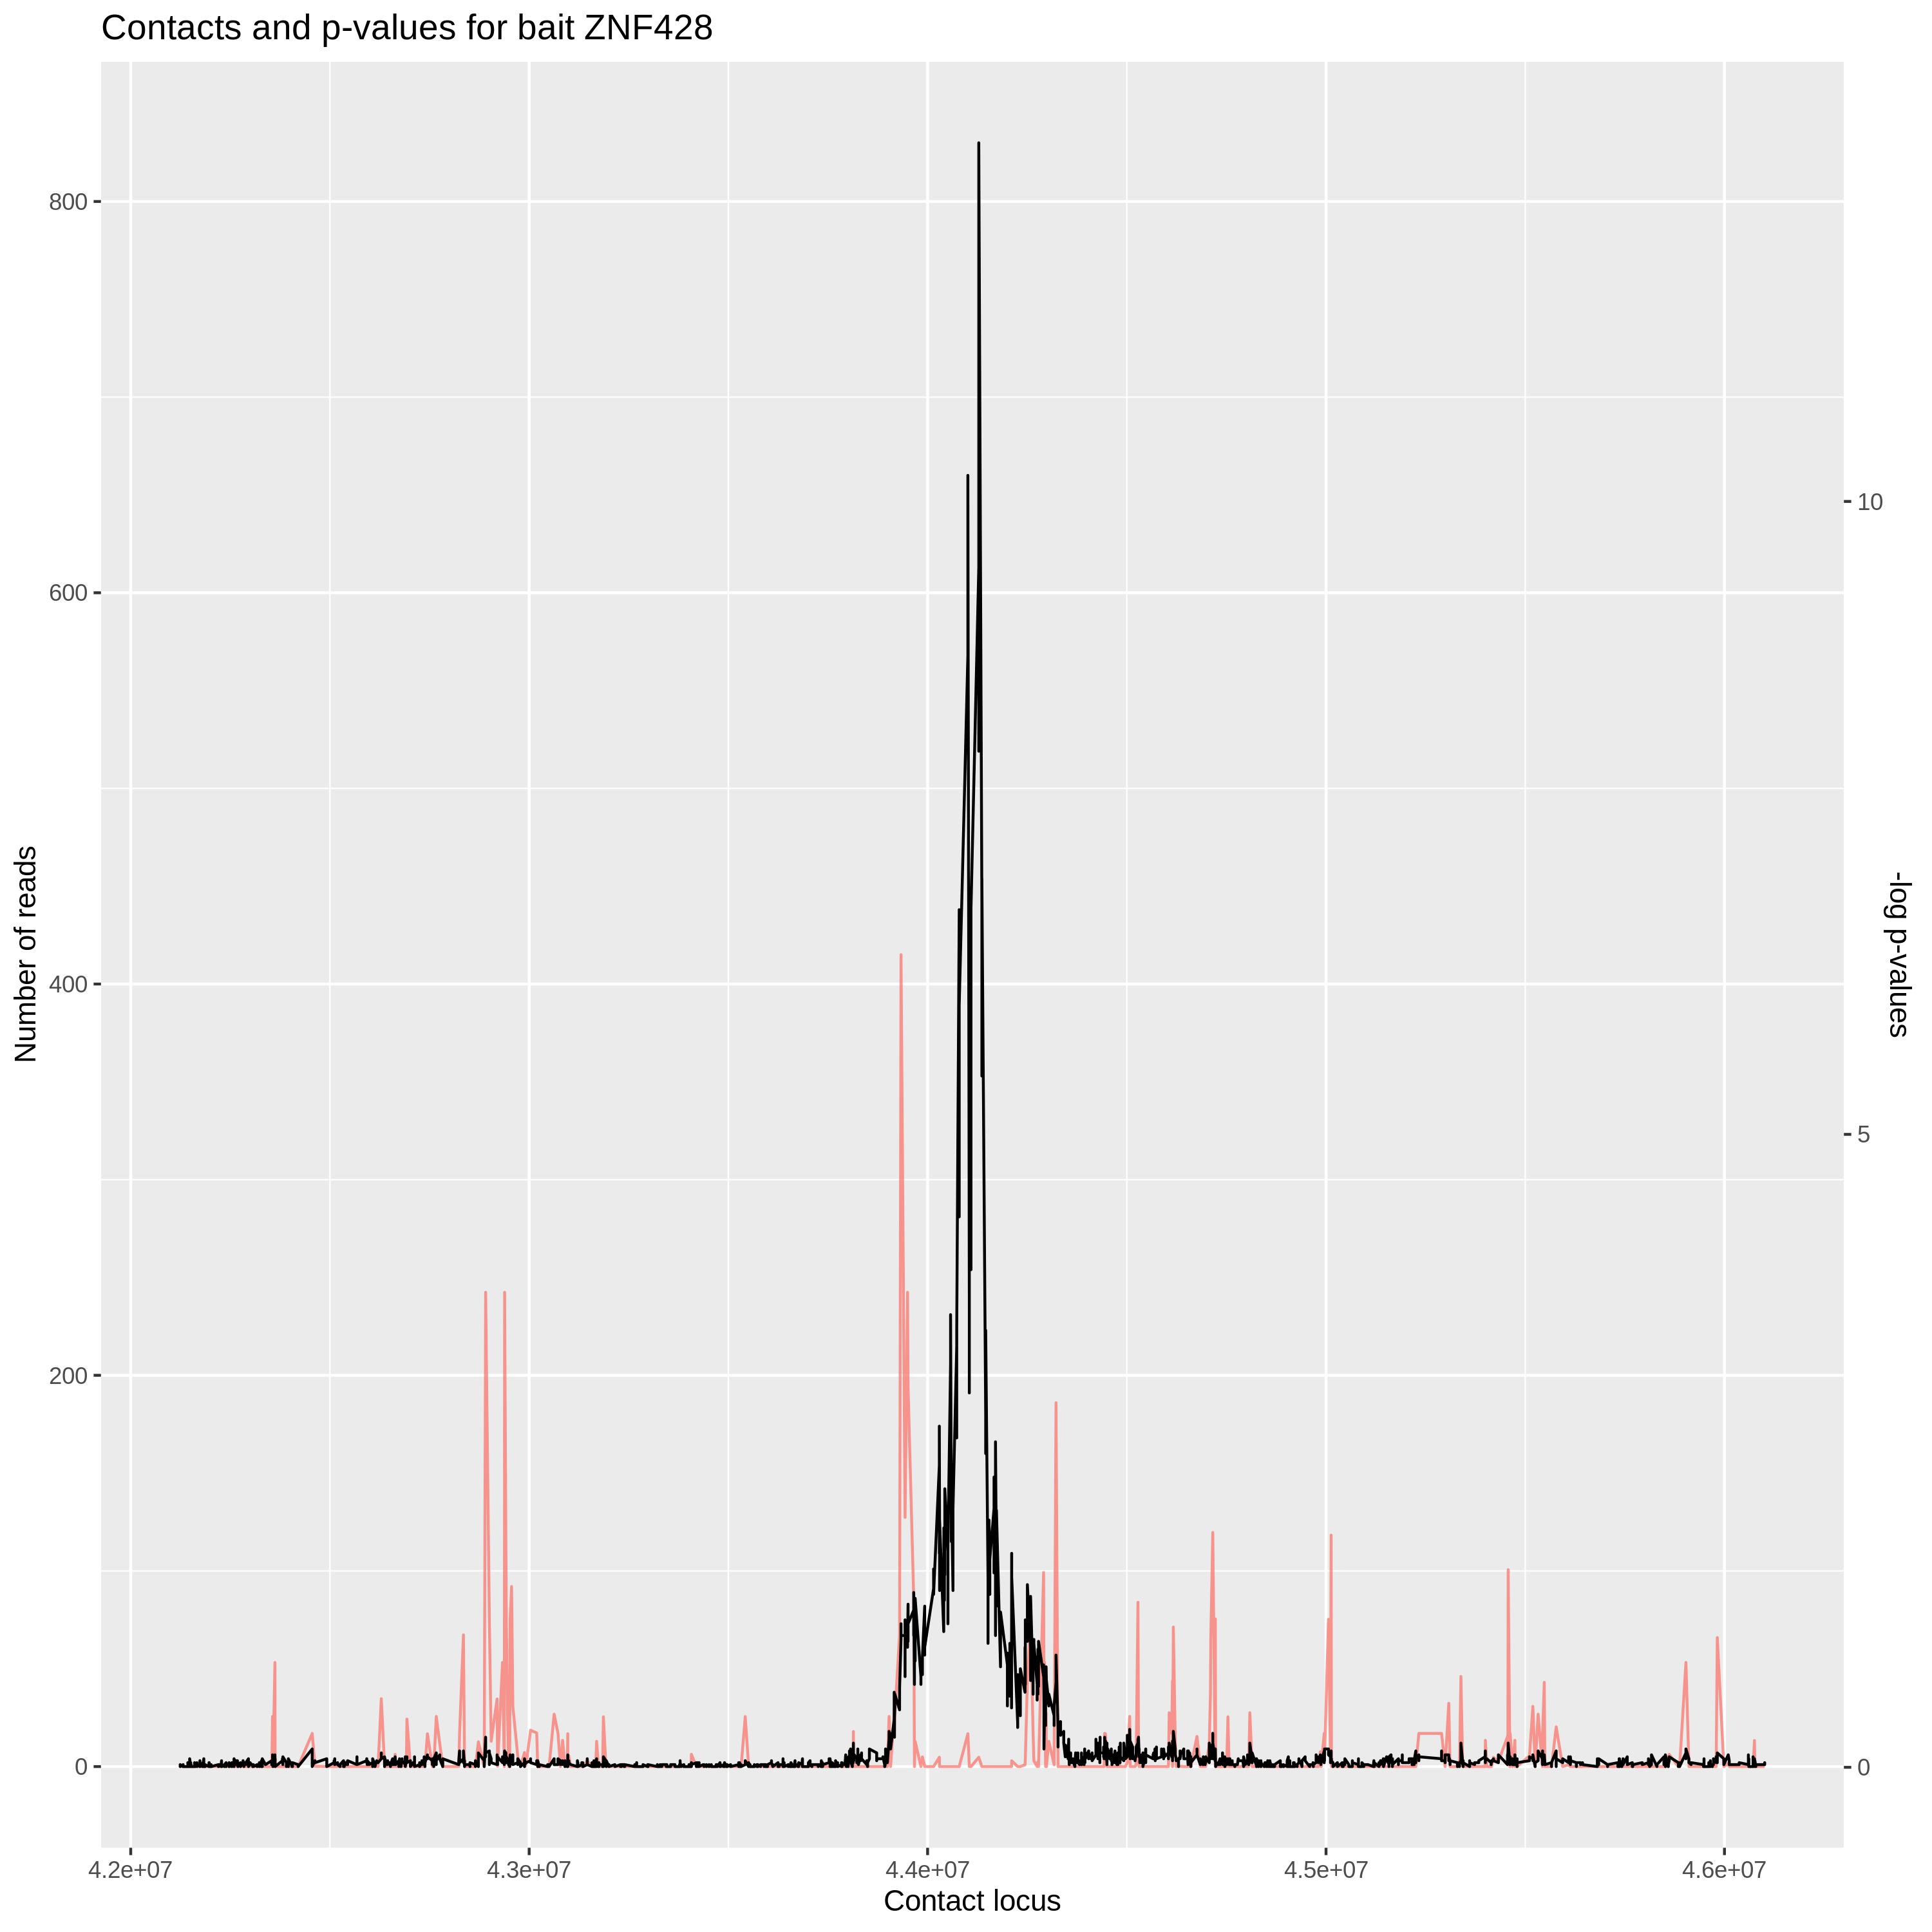 Contacts and p-values for bait ZNF428
800
600
400
200
0
Number of reads
10
5
0
-log p-values
4.2e+07
4.3e+07
4.4e+07
4.5e+07
4.6e+07
Contact locus